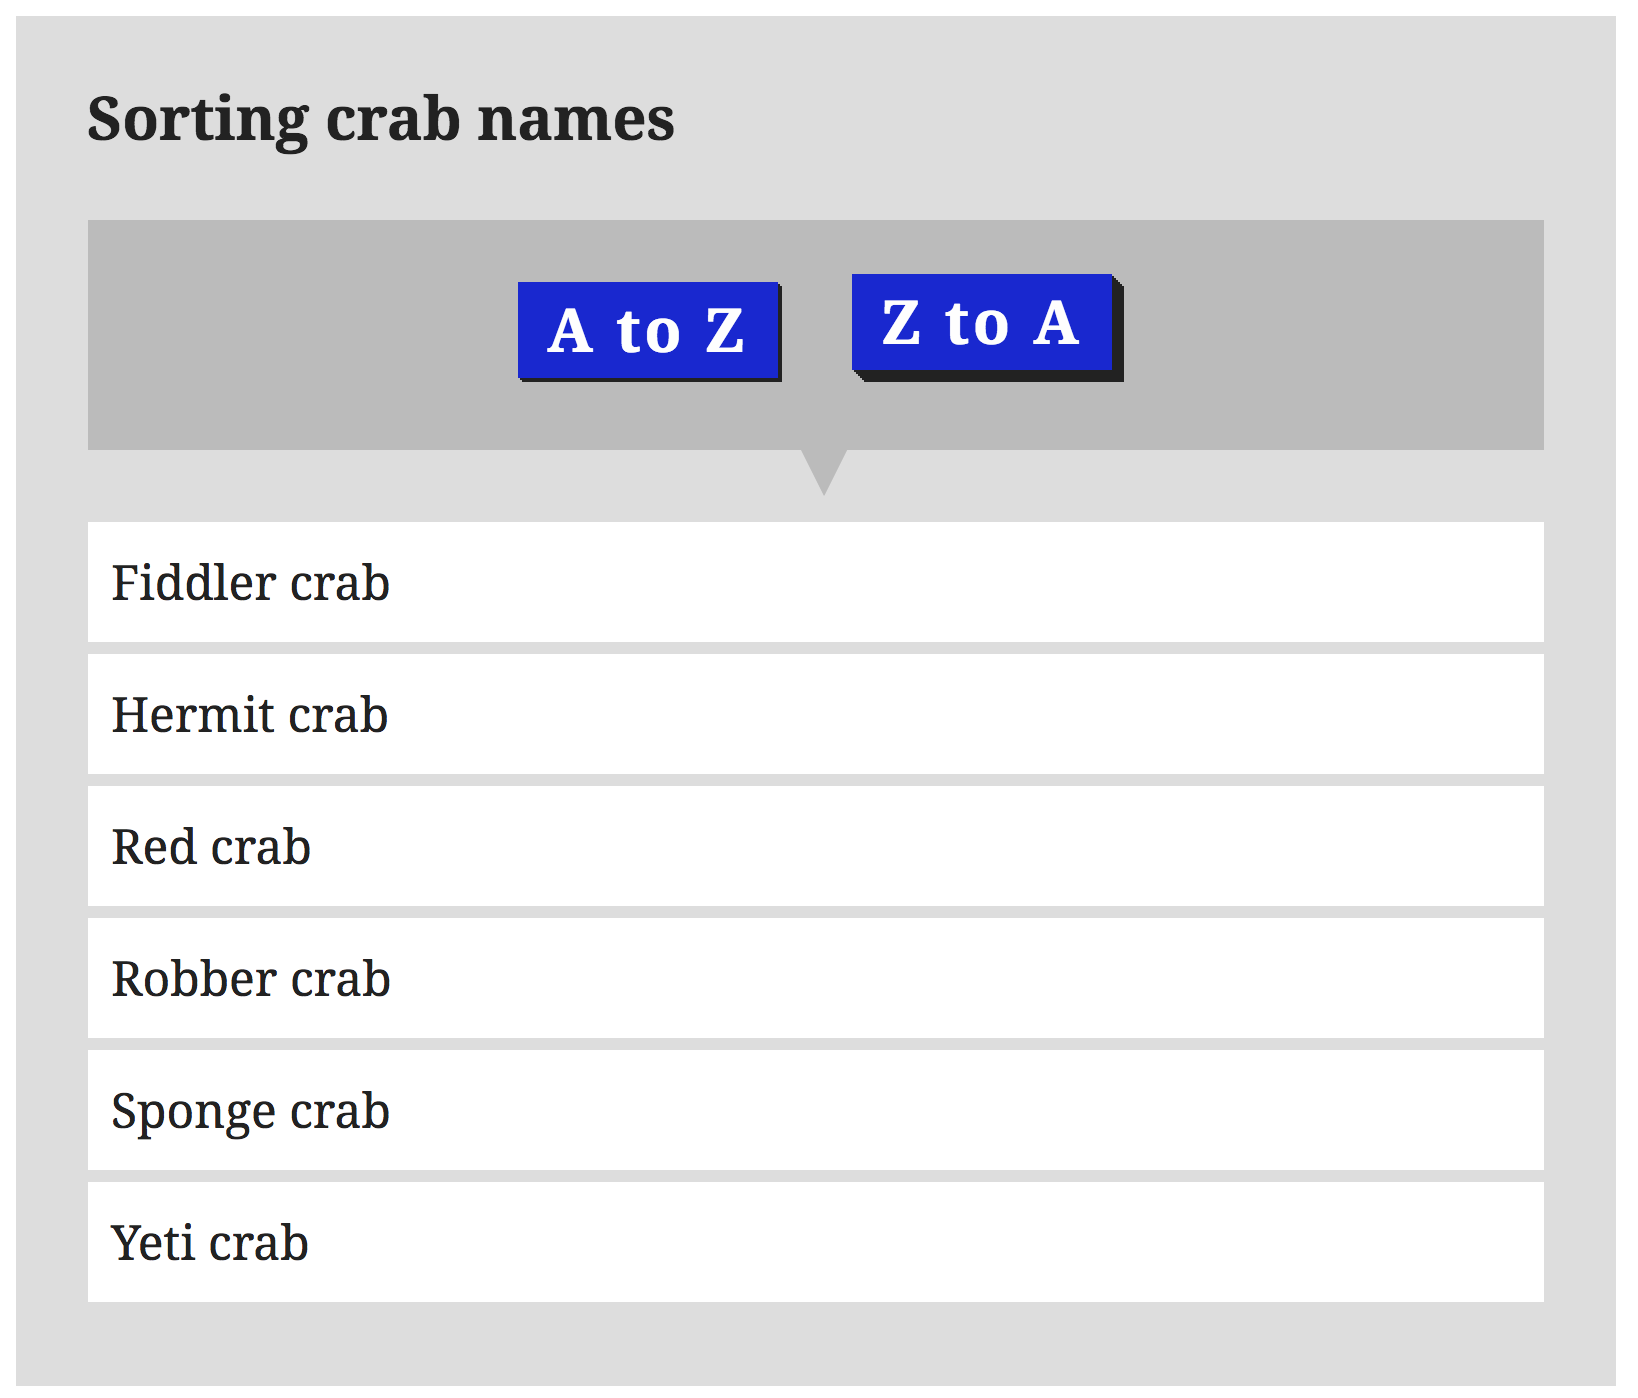 Sorting crab names
A to Z
Z to A
Fiddler crab
Hermit crab
Red crab
Robber crab
Sponge crab
Yeti crab